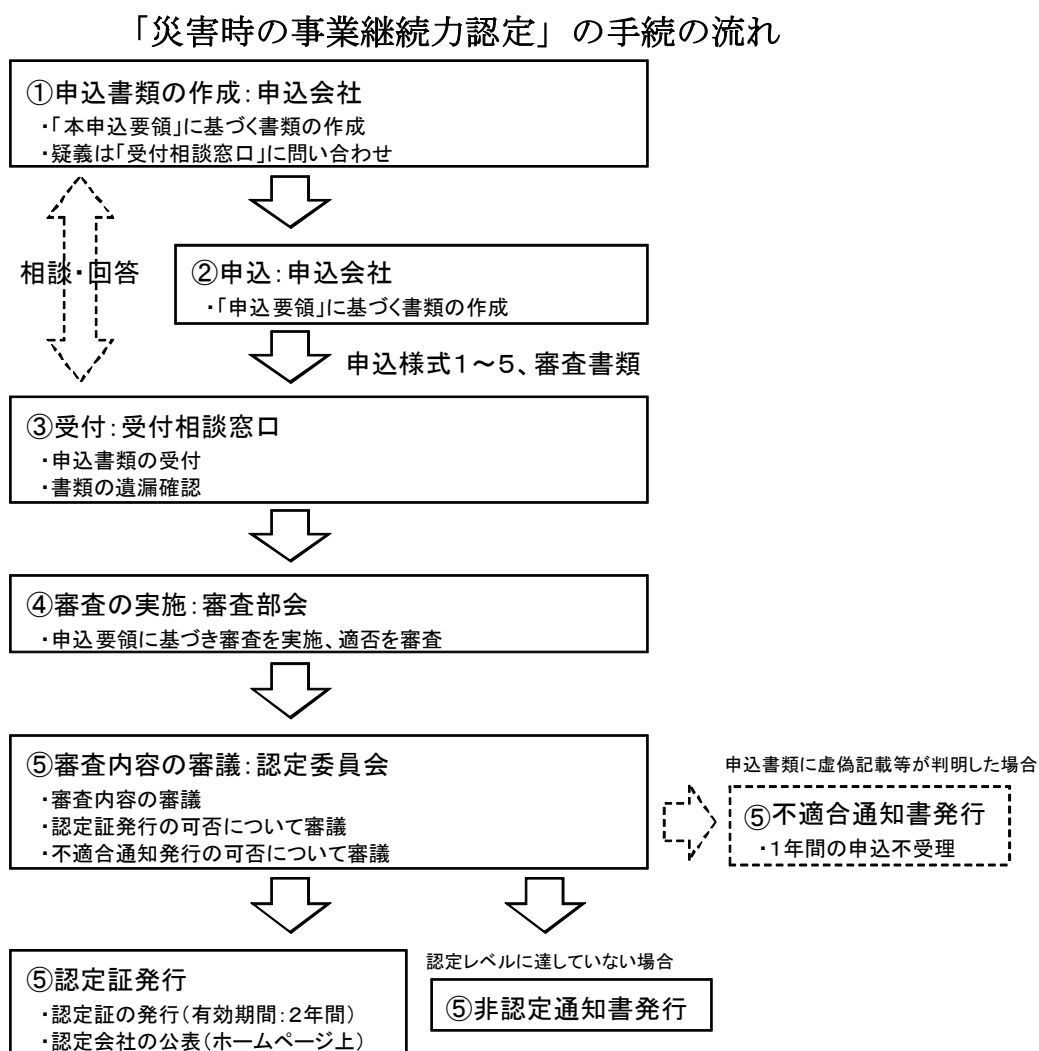 「災害時の事業継続力認定」の手続の流れ
①申込書類の作成：申込会社
・「本申込要領」に基づく書類の作成
・疑義は「受付相談窓口」に問い合わせ
相談・回答
②申込：申込会社
・「申込要領」に基づく書類の作成
申込様式１～５、審査書類
③受付：受付相談窓口
・申込書類の受付
・書類の遺漏確認
④審査の実施：審査部会
・申込要領に基づき審査を実施、適否を審査
⑤審査内容の審議：認定委員会
・審査内容の審議
・認定証発行の可否について審議
・不適合通知発行の可否について審議
申込書類に虚偽記載等が判明した場合
⑤不適合通知書発行
・１年間の申込不受理
⑤認定証発行
・認定証の発行（有効期間：２年間）
・認定会社の公表（ホームページ上）
認定レベルに達していない場合
⑤非認定通知書発行